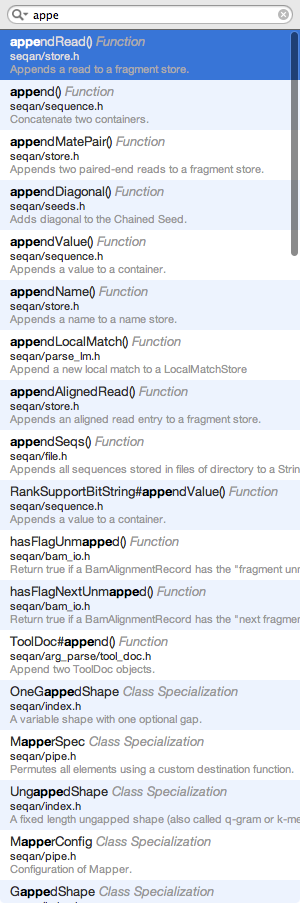 appe
appendRead() Function
seqan/store.h
Appends a read to a fragment store.
append() Function
seqan/sequence.h
Concatenate two containers.
appendMatePair() Function
seqan/store.h
Appends two paired-end reads to a fragment store.
appendDiagonal() Function
seqan/seeds.h
Adds diagonal to the Chained Seed.
appendValue() Function
seqan/sequence.h
Appends a value to a container.
appendName() Function
seqan/store.h
Appends a name to a name store.
appendLocalMatch() Function
seqan/parse_lm.h
Append a new local match to a LocalMatchStore
appendAlignedRead() Function
seqan/store.h
Appends an aligned read entry to a fragment store.
appendSeqs() Function
seqan/file.h
Appends all sequences stored in files of directory to a Strin
RankSupportBitString#appendValue() Function
seqan/sequence.h
Appends a value to a container.
hasFlagUnmapped() Function
seqan/bam_io.h
Return true if a BamAlignmentRecord has the "fragment unm
hasFlagNextUnmapped() Function
seqan/bam_io.h
Return true if a BamAlignmentRecord has the "next fragmen
ToolDoc#append() Function
seqan/arg_parse/tool_doc.h
Append two ToolDoc objects.
OneGappedShape Class Specialization
seqan/index.h
A variable shape with one optional gap.
MapperSpec Class Specialization
seqan/pipe.h
Permutes all elements using a custom destination function.
UngappedShape Class Specialization
seqan/index.h
A fixed length ungapped shape (also called q-gram or k-me
MapperConfig Class Specialization
seqan/pipe.h
Configuration of Mapper.
GappedShape Class Specialization